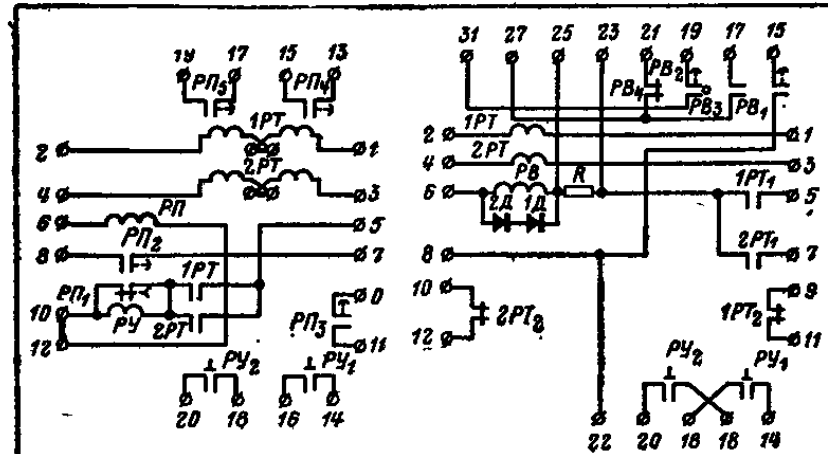 19 17 15 13
РП5 РП4
1РТ
2 1
2РТ
4 3
РП
6 5
РП2
8 7
РП1 1РТ 0
10 РУ РП3
12 2РТ 11
РУ2 РУ1
20 18 16 14
31 27 25 23 21 19 17 15
РВ2
РВ4 РВ3 РВ1
2 1РТ 1
4 2РТ 3
РВ R 1РТ1
6 5
2Д 1Д
2РТ1
8 7
10 9
2РТ2 1РТ2
12 11
РУ2 РУ1
22 20 18 18 14